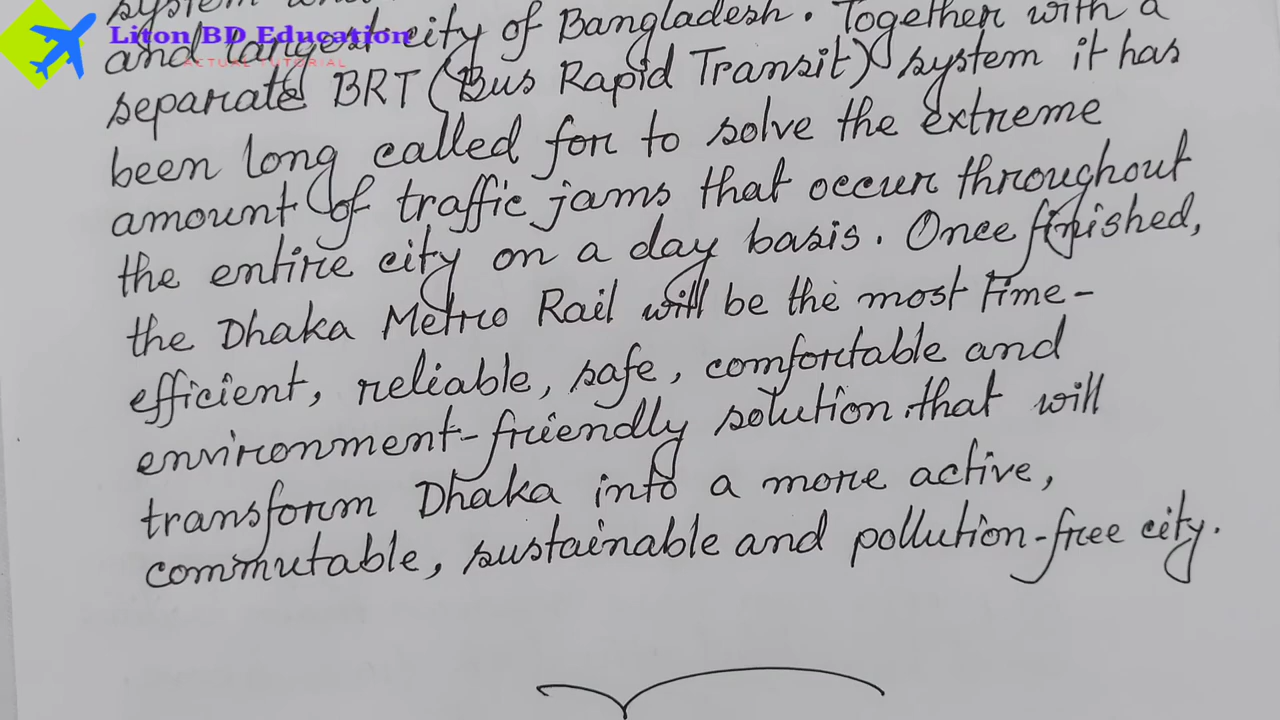 system
and largest city of Bangladesh. Together with a
Liton BD Education
ACTUAL TUTORIAL
separate BRT (Bus Rapid Transit) system it has
been long called for to solve the extreme
amount of traffic jams that occur throughout
the entire city on a day basis. Once finished,
the Dhaka Metro Rail will be the most time-
efficient, reliable, safe, comfortable and
environment-friendly solution that will
transform Dhaka into a more active,
commutable, sustainable and pollution-free city.